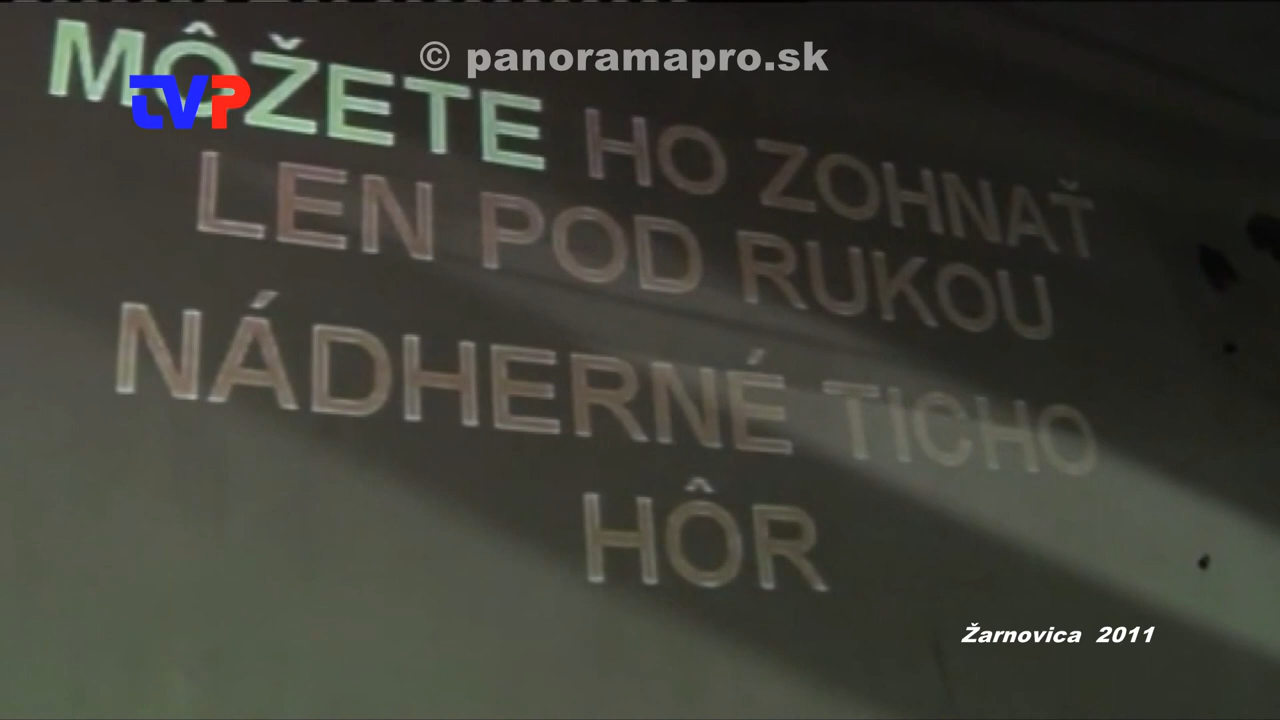 © panoramapro.sk
tvp
MÔŽETE HO ZOHNAŤ
LEN POD RUKOU
NÁDHERNÉ TICHO
HÔR
Žarnovica 2011